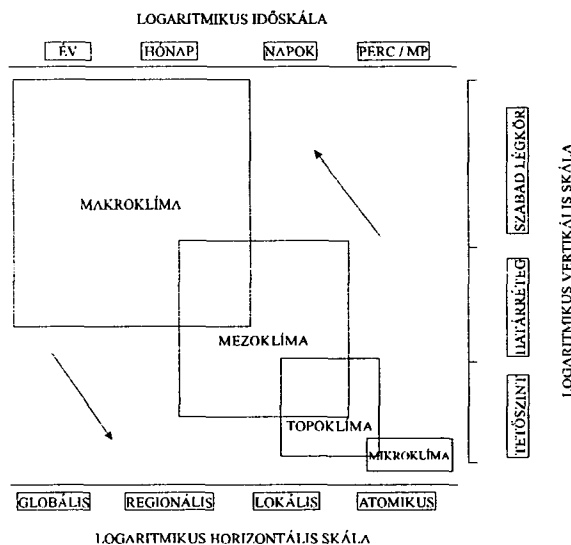 LOGARITMIKUS IDŐSKÁLA
ÉV
HÓNAP
NAPOK
PERC / MP
MAKROKLÍMA
MEZOKLÍMA
TOPOKLÍMA
MIKROKLÍMA
SZABAD LÉGKÖR
HATÁRRÉTEG
TETŐSZINT
LOGARITMIKUS VERTIKÁLIS SKÁLA
GLOBÁLIS
REGIONÁLIS
LOKÁLIS
ATOMIKUS
LOGARITMIKUS HORIZONTÁLIS SKÁLA